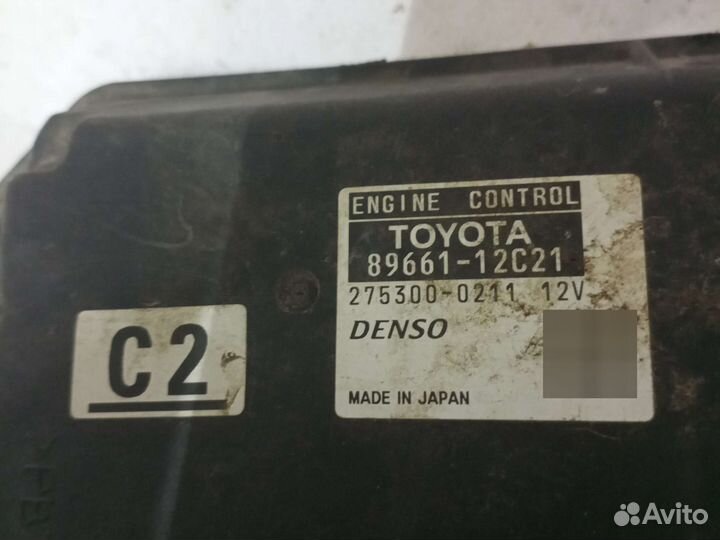 ENGINE CONTROL
TOYOTA
89661-12C21
275300-0211 12V
DENSO
MADE IN JAPAN
C2
Avito